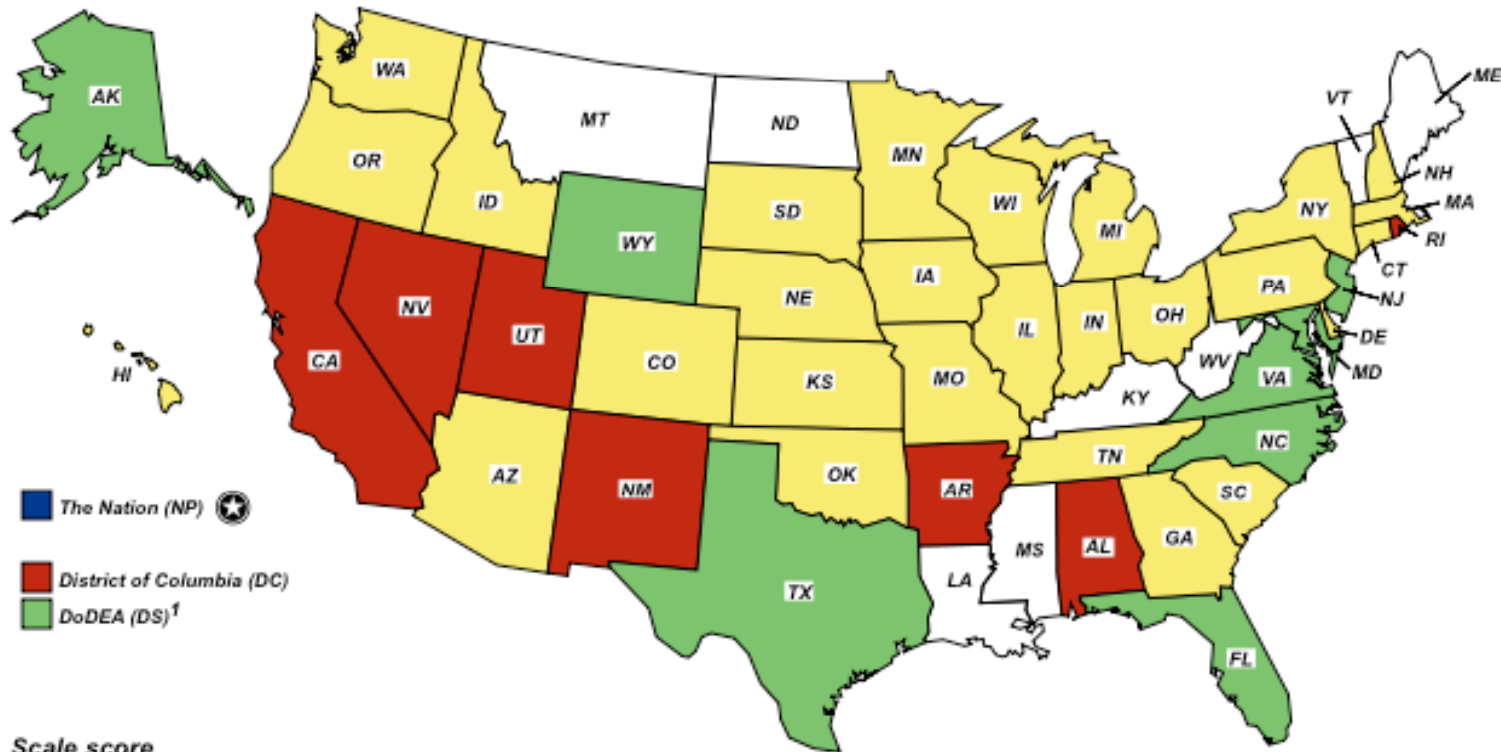 AK
WA
MT
ND
MN
VT
ME
OR
ID
WY
SD
WI
MI
NY
NH
MA
RI
CT
NV
UT
NE
IA
IL
IN
OH
PA
NJ
DE
MD
CA
CO
KS
MO
WV
VA
KY
HI
AZ
NM
OK
AR
TN
NC
SC
TX
LA
MS
AL
GA
FL
The Nation (NP)
District of Columbia (DC)
DoDEA (DS)¹
Scale score